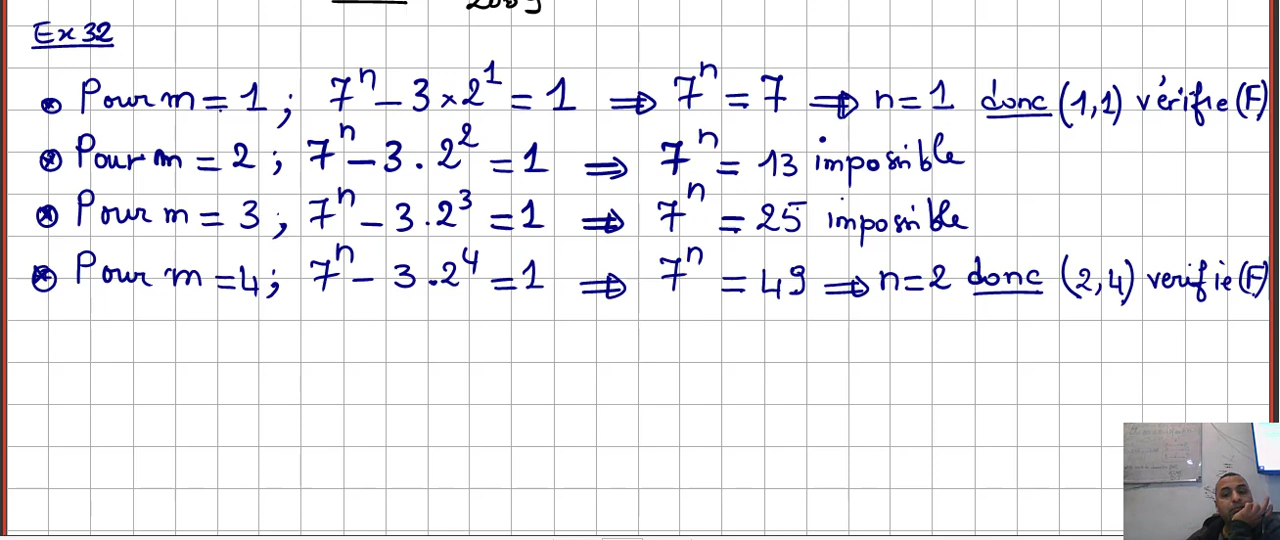 2009
Ex 32
⊛ Pour m = 1 ; 7ⁿ - 3 × 2¹ = 1 ⇒ 7ⁿ = 7 ⇒ n = 1 donc (1,1) vérifie (F)
⊛ Pour m = 2 ; 7ⁿ - 3 . 2² = 1 ⇒ 7ⁿ = 13 impossible
⊛ Pour m = 3 ; 7ⁿ - 3 . 2³ = 1 ⇒ 7ⁿ = 25 impossible
⊛ Pour m = 4 ; 7ⁿ - 3 . 2⁴ = 1 ⇒ 7ⁿ = 49 ⇒ n = 2 donc (2,4) verifie (F)